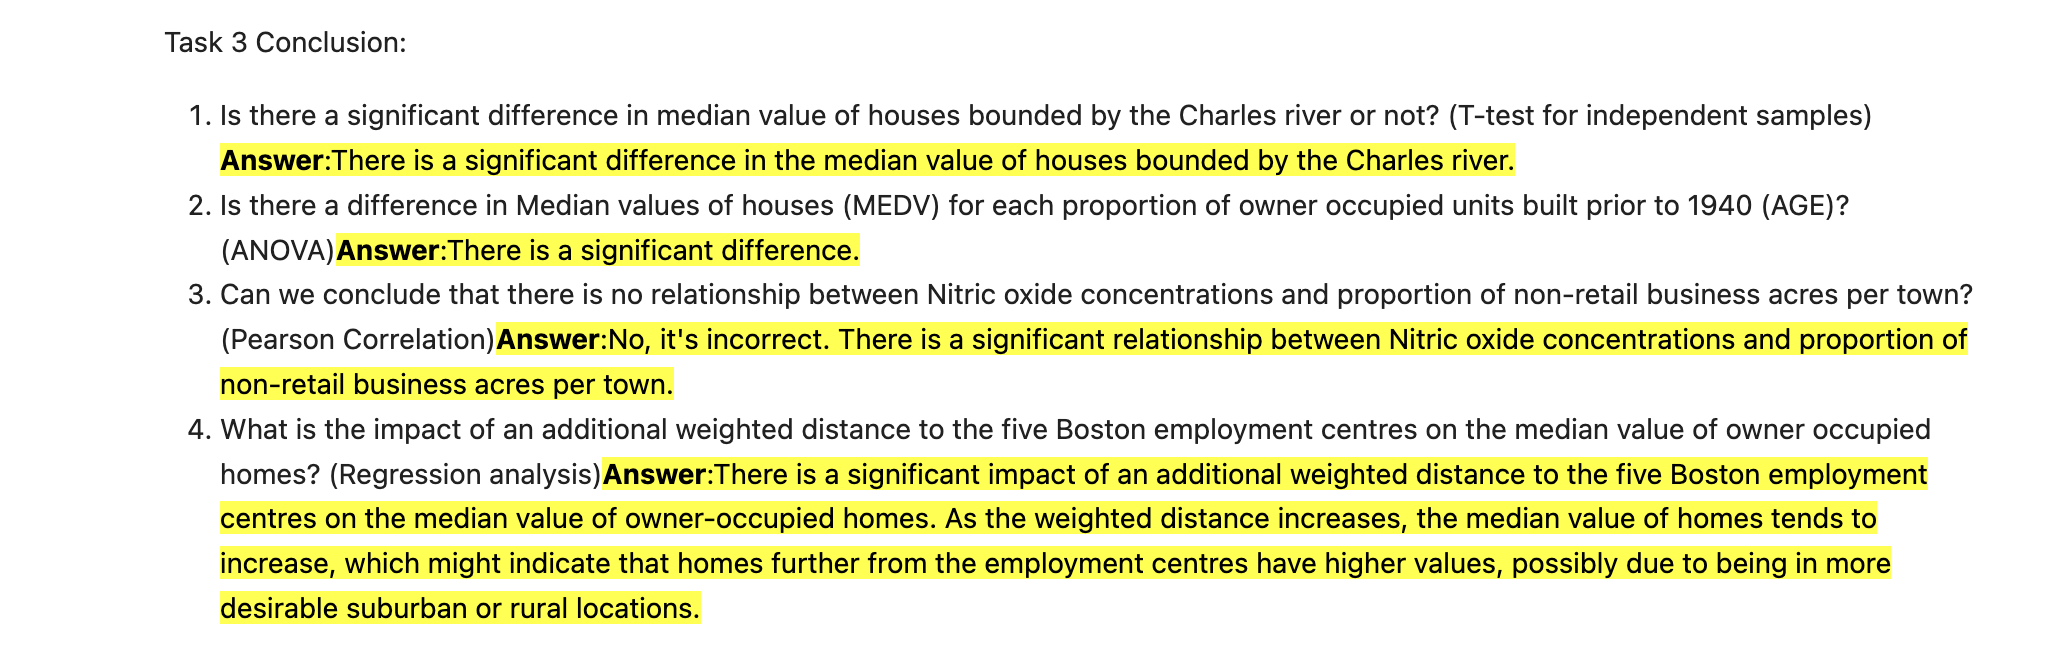 Task 3 Conclusion:
1. Is there a significant difference in median value of houses bounded by the Charles river or not? (T-test for independent samples)
Answer:There is a significant difference in the median value of houses bounded by the Charles river.
2. Is there a difference in Median values of houses (MEDV) for each proportion of owner occupied units built prior to 1940 (AGE)?
(ANOVA)Answer:There is a significant difference.
3. Can we conclude that there is no relationship between Nitric oxide concentrations and proportion of non-retail business acres per town?
(Pearson Correlation)Answer:No, it's incorrect. There is a significant relationship between Nitric oxide concentrations and proportion of
non-retail business acres per town.
4. What is the impact of an additional weighted distance to the five Boston employment centres on the median value of owner occupied
homes? (Regression analysis)Answer:There is a significant impact of an additional weighted distance to the five Boston employment
centres on the median value of owner-occupied homes. As the weighted distance increases, the median value of homes tends to
increase, which might indicate that homes further from the employment centres have higher values, possibly due to being in more
desirable suburban or rural locations.